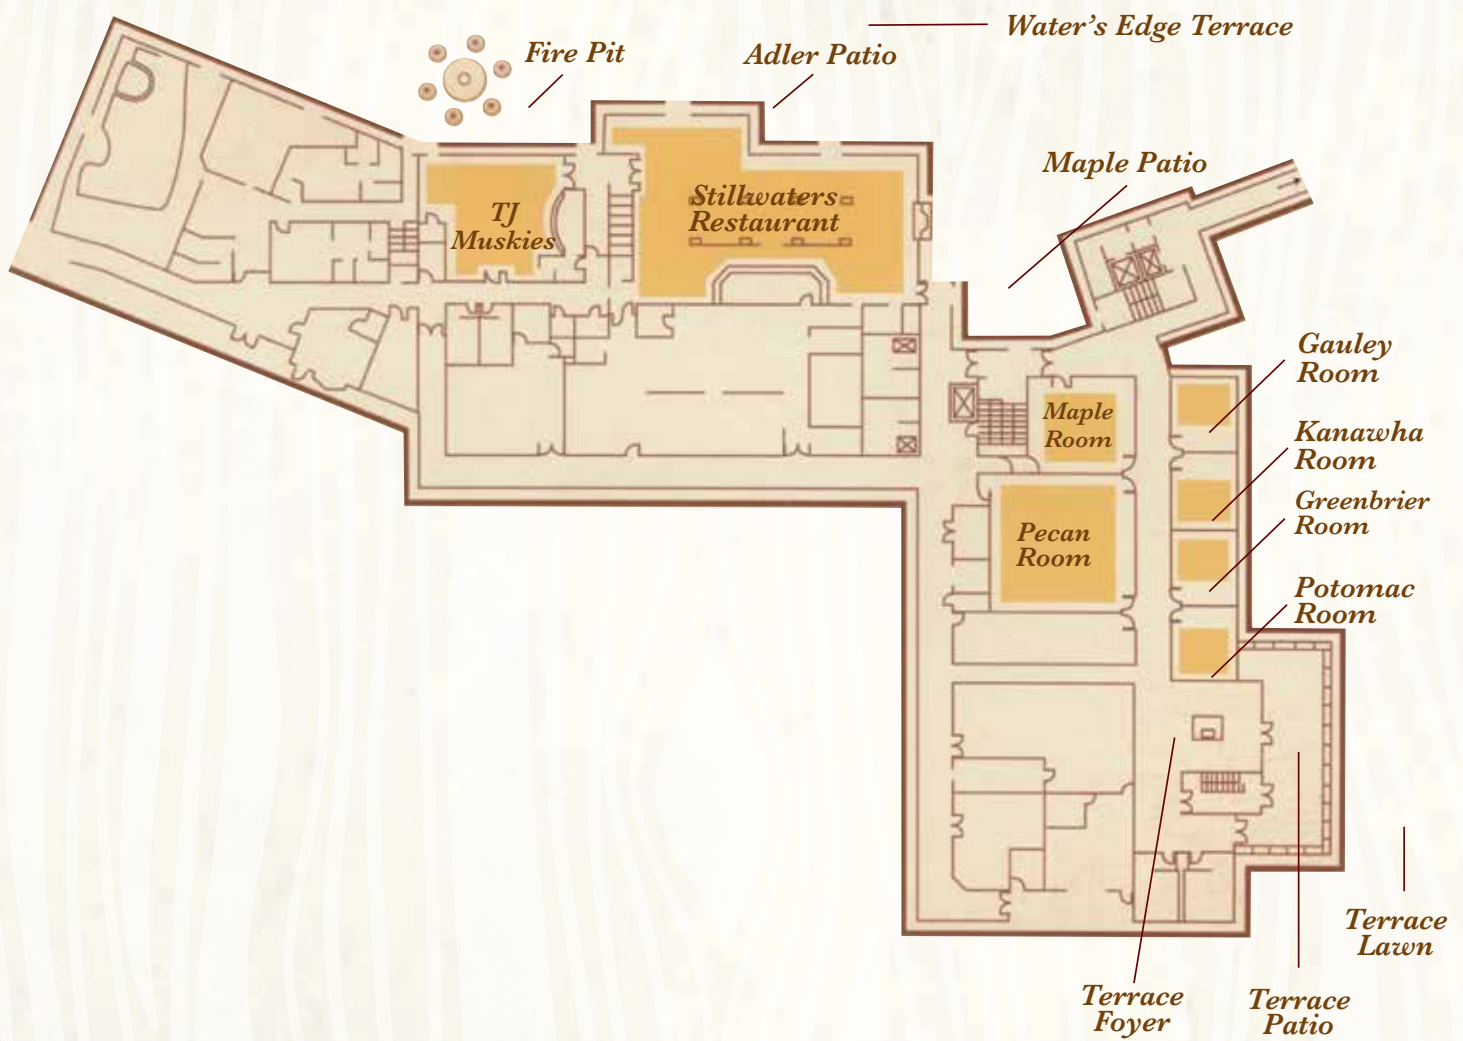 Water's Edge Terrace
Fire Pit
Adler Patio
Maple Patio
Stillwaters
Restaurant
TJ
Muskies
Gauley
Room
Maple
Room
Kanawha
Room
Greenbrier
Room
Pecan
Room
Potomac
Room
Terrace
Lawn
Terrace
Foyer
Terrace
Patio